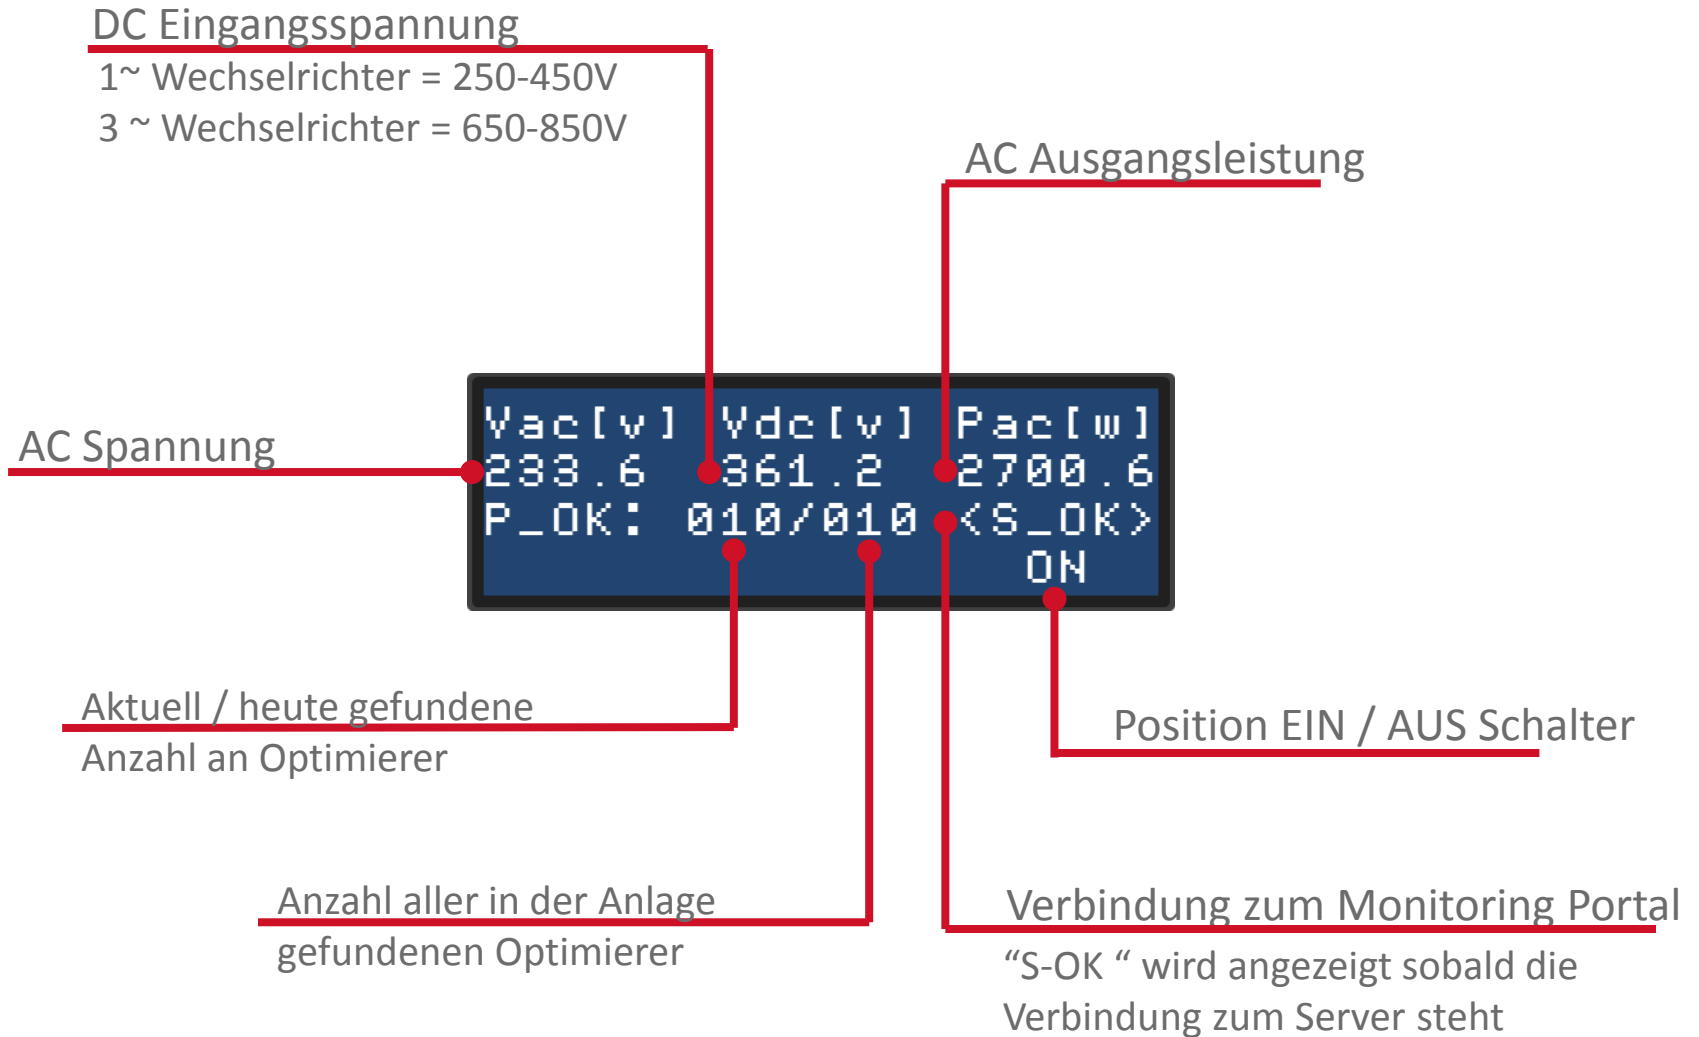 DC Eingangsspannung
1~ Wechselrichter = 250-450V
3 ~ Wechselrichter = 650-850V
AC Ausgangsleistung
AC Spannung
Vac[v] Vdc[v] Pac[w]
233.6 361.2 2700.6
P_OK: 010/010 <S_OK>
ON
Aktuell / heute gefundene
Anzahl an Optimierer
Position EIN / AUS Schalter
Anzahl aller in der Anlage
gefundenen Optimierer
Verbindung zum Monitoring Portal
“S-OK “ wird angezeigt sobald die
Verbindung zum Server steht